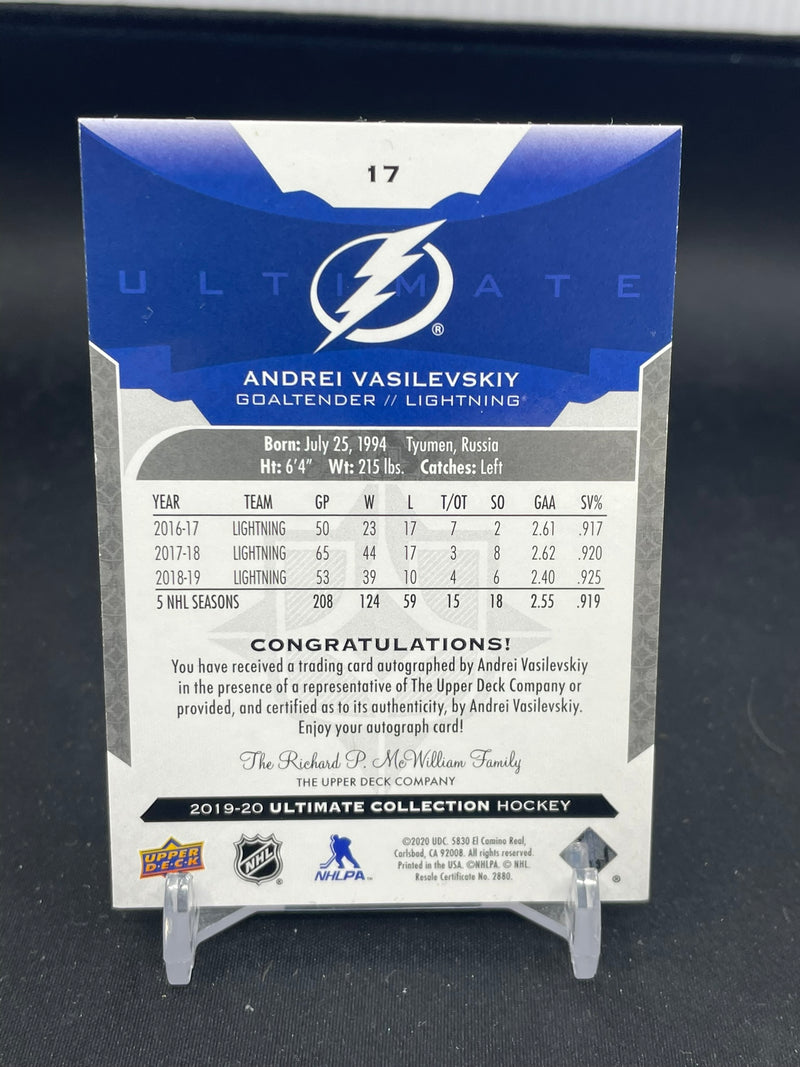 17
ULTIMATE
®
ANDREI VASILEVSKIY
GOALTENDER // LIGHTNING
Born: July 25, 1994 Tyumen, Russia
Ht: 6'4" Wt: 215 lbs. Catches: Left
YEAR TEAM GP W L T/OT SO GAA SV%
2016-17 LIGHTNING 50 23 17 7 2 2.61 .917
2017-18 LIGHTNING 65 44 17 3 8 2.62 .920
2018-19 LIGHTNING 53 39 10 4 6 2.40 .925
5 NHL SEASONS 208 124 59 15 18 2.55 .919
CONGRATULATIONS!
You have received a trading card autographed by Andrei Vasilevskiy
in the presence of a representative of The Upper Deck Company or
provided, and certified as to its authenticity, by Andrei Vasilevskiy.
Enjoy your autograph card!
The Richard P. McWilliam Family
THE UPPER DECK COMPANY
2019-20 ULTIMATE COLLECTION HOCKEY
UPPER
D·E·C·K
NHL
®
NHLPA™
©2020 UDC. 5830 El Camino Real,
Carlsbad, CA 92008. All rights reserved.
Printed in the USA. ©NHLPA. © NHL.
Resale Certificate No. 2880.
®